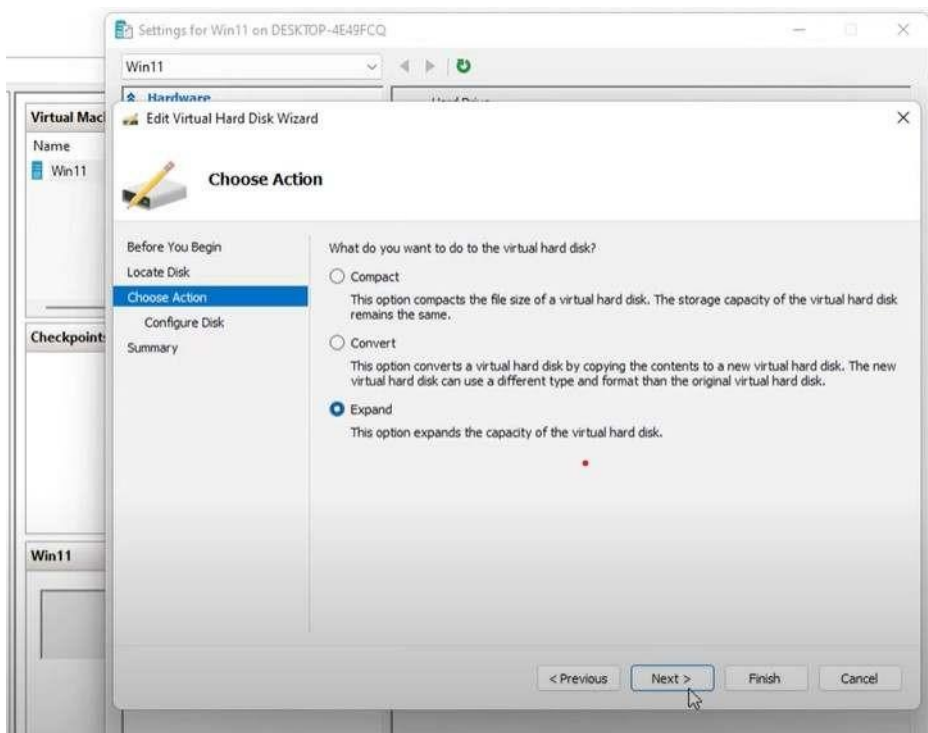 Settings for Win11 on DESKTOP-4E49FCQ
Win11
Hardware
Virtual Mac
Name
Win11
Checkpoint
Win11
Edit Virtual Hard Disk Wizard
Choose Action
Before You Begin
Locate Disk
Choose Action
Configure Disk
Summary
What do you want to do to the virtual hard disk?
Compact
This option compacts the file size of a virtual hard disk. The storage capacity of the virtual hard disk
remains the same.
Convert
This option converts a virtual hard disk by copying the contents to a new virtual hard disk. The new
virtual hard disk can use a different type and format than the original virtual hard disk.
Expand
This option expands the capacity of the virtual hard disk.
< Previous
Next >
Finish
Cancel